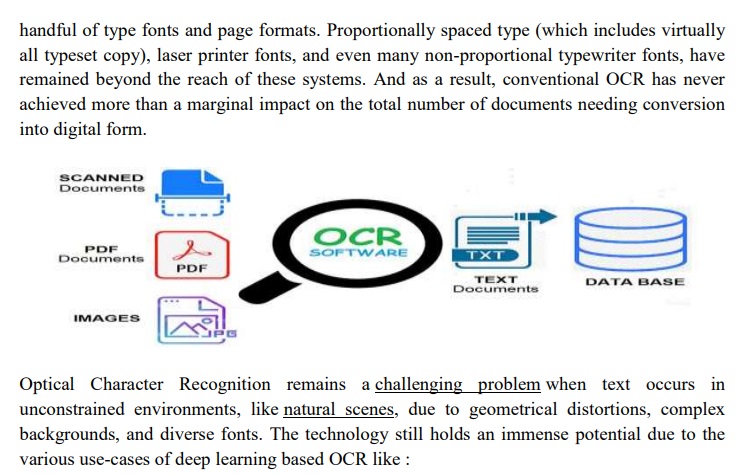 handful of type fonts and page formats. Proportionally spaced type (which includes virtually
all typeset copy), laser printer fonts, and even many non-proportional typewriter fonts, have
remained beyond the reach of these systems. And as a result, conventional OCR has never
achieved more than a marginal impact on the total number of documents needing conversion
into digital form.
SCANNED
Documents
PDF
Documents
PDF
IMAGES
JPG
OCR
SOFTWARE
TXT
TEXT
Documents
DATA BASE
Optical Character Recognition remains a challenging problem when text occurs in
unconstrained environments, like natural scenes, due to geometrical distortions, complex
backgrounds, and diverse fonts. The technology still holds an immense potential due to the
various use-cases of deep learning based OCR like :